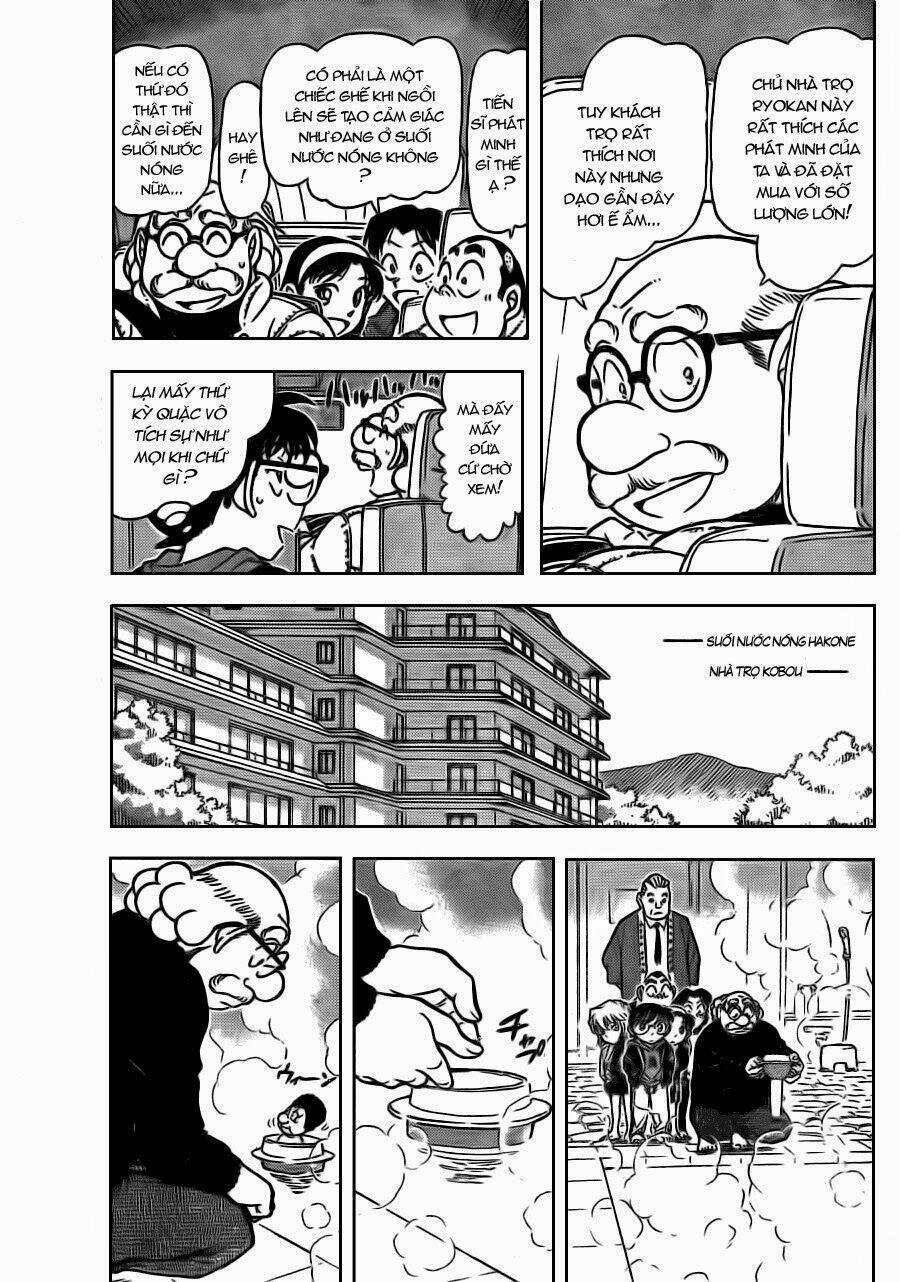 CHỦ NHÀ TRỌ
RYOKAN NÀY
RẤT THÍCH CÁC
PHÁT MINH CỦA
TA VÀ ĐÃ ĐẶT
MUA VỚI SỐ
LƯỢNG LỚN!
TUY KHÁCH
TRỌ RẤT
THÍCH NƠI
NÀY NHƯNG
DẠO GẦN ĐÂY
HƠI Ế ẨM...
TIẾN
SĨ PHÁT
MINH
GÌ THẾ
Ạ?
CÓ PHẢI LÀ MỘT
CHIẾC GHẾ KHI NGỒI
LÊN SẼ TẠO CẢM GIÁC
NHƯ ĐANG Ở SUỐI
NƯỚC NÓNG KHÔNG
?
HAY
GHÊ
!
NẾU CÓ
THỨ ĐÓ
THẬT THÌ
CẦN GÌ ĐẾN
SUỐI NƯỚC
NÓNG
NỮA...
MÀ ĐẤY
MẤY
ĐỨA
CỨ CHỜ
XEM!
LẠI MẤY THỨ
KỲ QUẶC VÔ
TÍCH SỰ NHƯ
MỌI KHI CHỨ
GÌ?
SUỐI NƯỚC NÓNG HAKONE
NHÀ TRỌ KOBOU